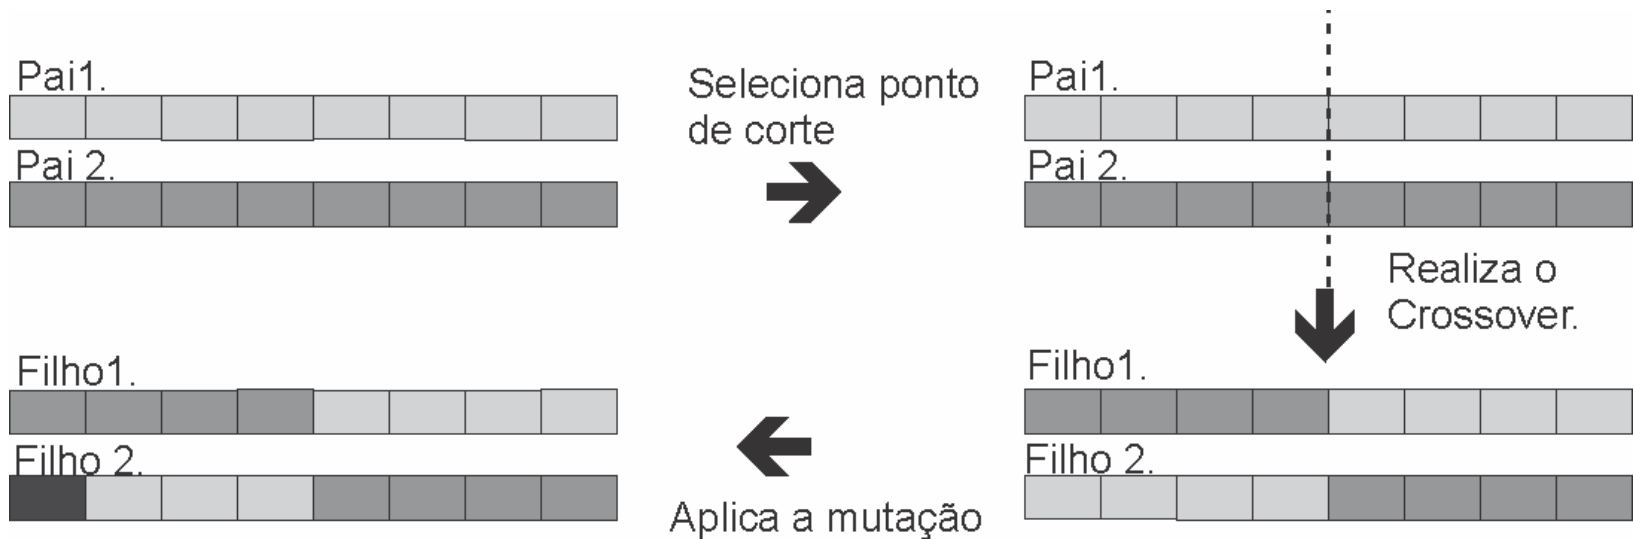 Pai1.
Pai 2.
Seleciona ponto
de corte
Pai1.
Pai 2.
Realiza o
Crossover.
Filho1.
Filho 2.
Aplica a mutação
Filho1.
Filho 2.